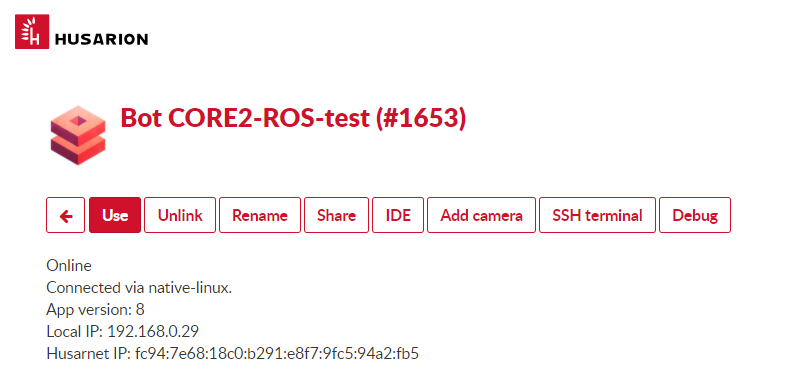 HUSARION
Bot CORE2-ROS-test (#1653)
Use Unlink Rename Share IDE Add camera SSH terminal Debug
Online
Connected via native-linux.
App version: 8
Local IP: 192.168.0.29
Husarnet IP: fc94:7e68:18c0:b291:e8f7:9fc5:94a2:fb5